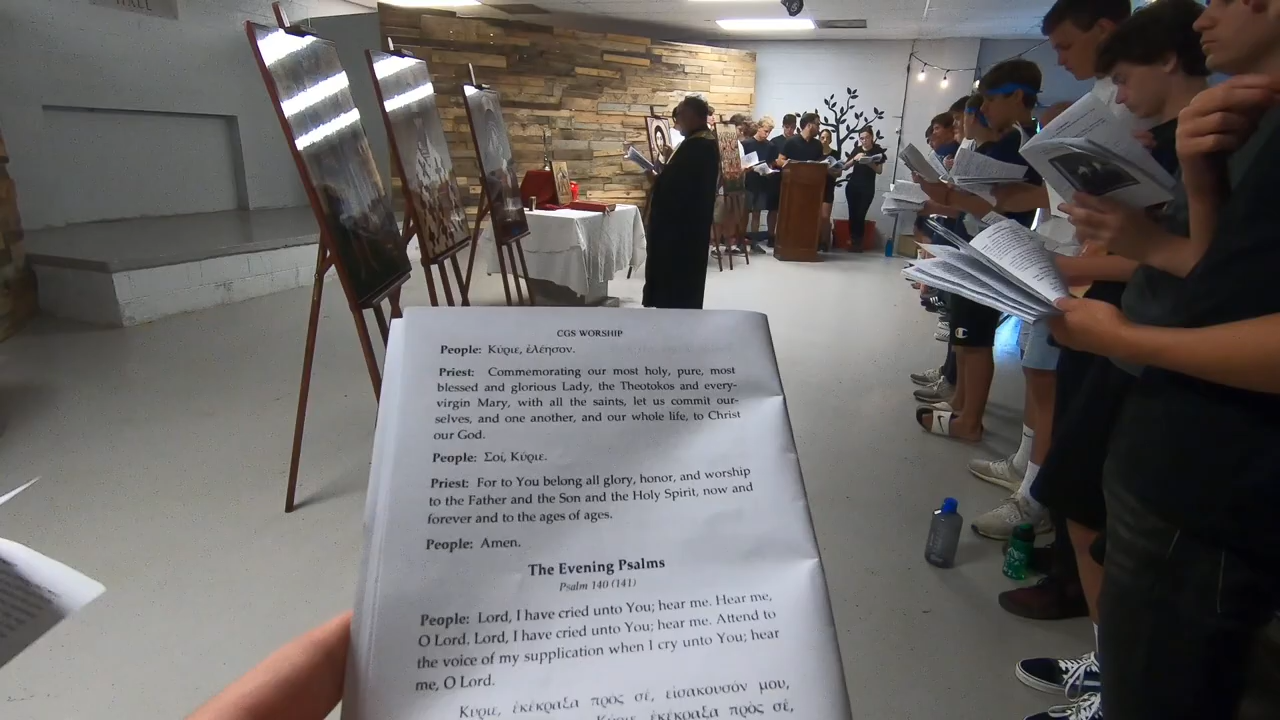 HALL
CGS WORSHIP
People: Κύριε, ἐλέησον.
Priest: Commemorating our most holy, pure, most
blessed and glorious Lady, the Theotokos and every-
virgin Mary, with all the saints, let us commit our-
selves, and one another, and our whole life, to Christ
our God.
People: Σοί, Κύριε.
Priest: For to You belong all glory, honor, and worship
to the Father and the Son and the Holy Spirit, now and
forever and to the ages of ages.
People: Amen.
The Evening Psalms
Psalm 140 (141)
People: Lord, I have cried unto You; hear me. Hear me,
O Lord. Lord, I have cried unto You; hear me. Attend to
the voice of my supplication when I cry unto You; hear
me, O Lord.
Κύριε, ἐκέκραξα πρὸς σέ, εἰσάκουσόν μου,
Κύριε, ἐκέκραξα πρὸς σέ,